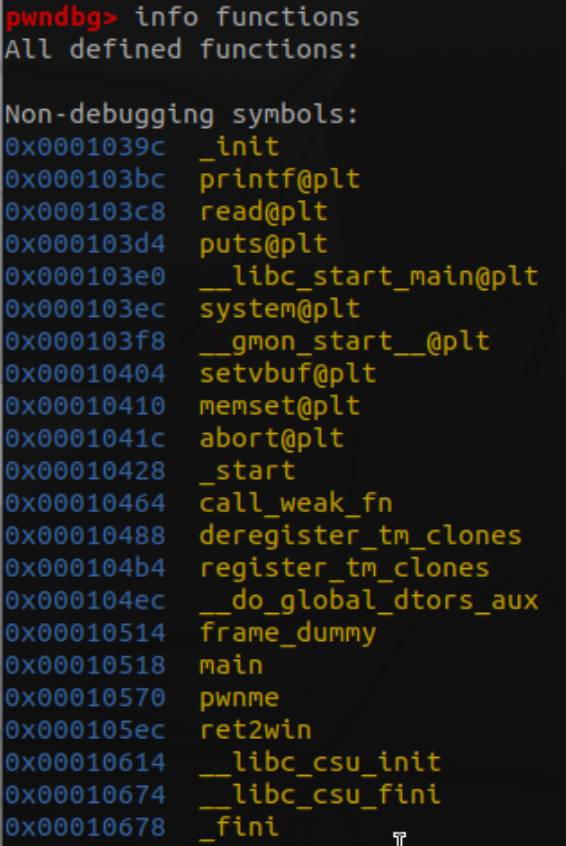 pwndbg> info functions
All defined functions:
Non-debugging symbols:
0x0001039c _init
0x000103bc printf@plt
0x000103c8 read@plt
0x000103d4 puts@plt
0x000103e0 __libc_start_main@plt
0x000103ec system@plt
0x000103f8 __gmon_start__@plt
0x00010404 setvbuf@plt
0x00010410 memset@plt
0x0001041c abort@plt
0x00010428 _start
0x00010464 call_weak_fn
0x00010488 deregister_tm_clones
0x000104b4 register_tm_clones
0x000104ec __do_global_dtors_aux
0x00010514 frame_dummy
0x00010518 main
0x00010570 pwnme
0x000105ec ret2win
0x00010614 __libc_csu_init
0x00010674 __libc_csu_fini
0x00010678 _fini